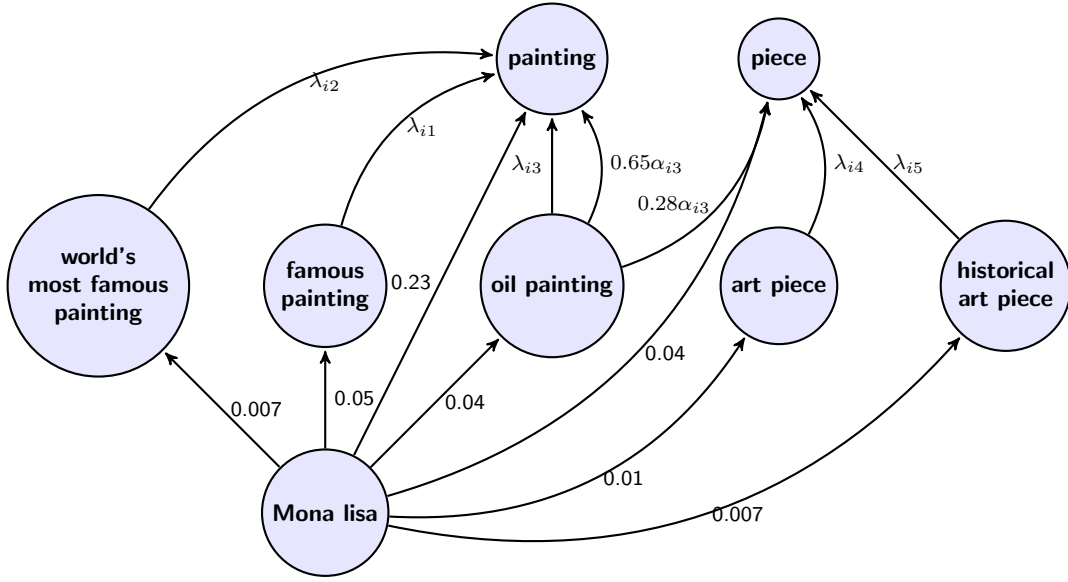 painting
piece
λi2
λi1
λi3
0.65αi3
0.28αi3
λi4
λi5
world's
most famous
painting
famous
painting
0.23
oil painting
art piece
historical
art piece
0.007
0.05
0.04
0.04
0.01
0.007
Mona lisa